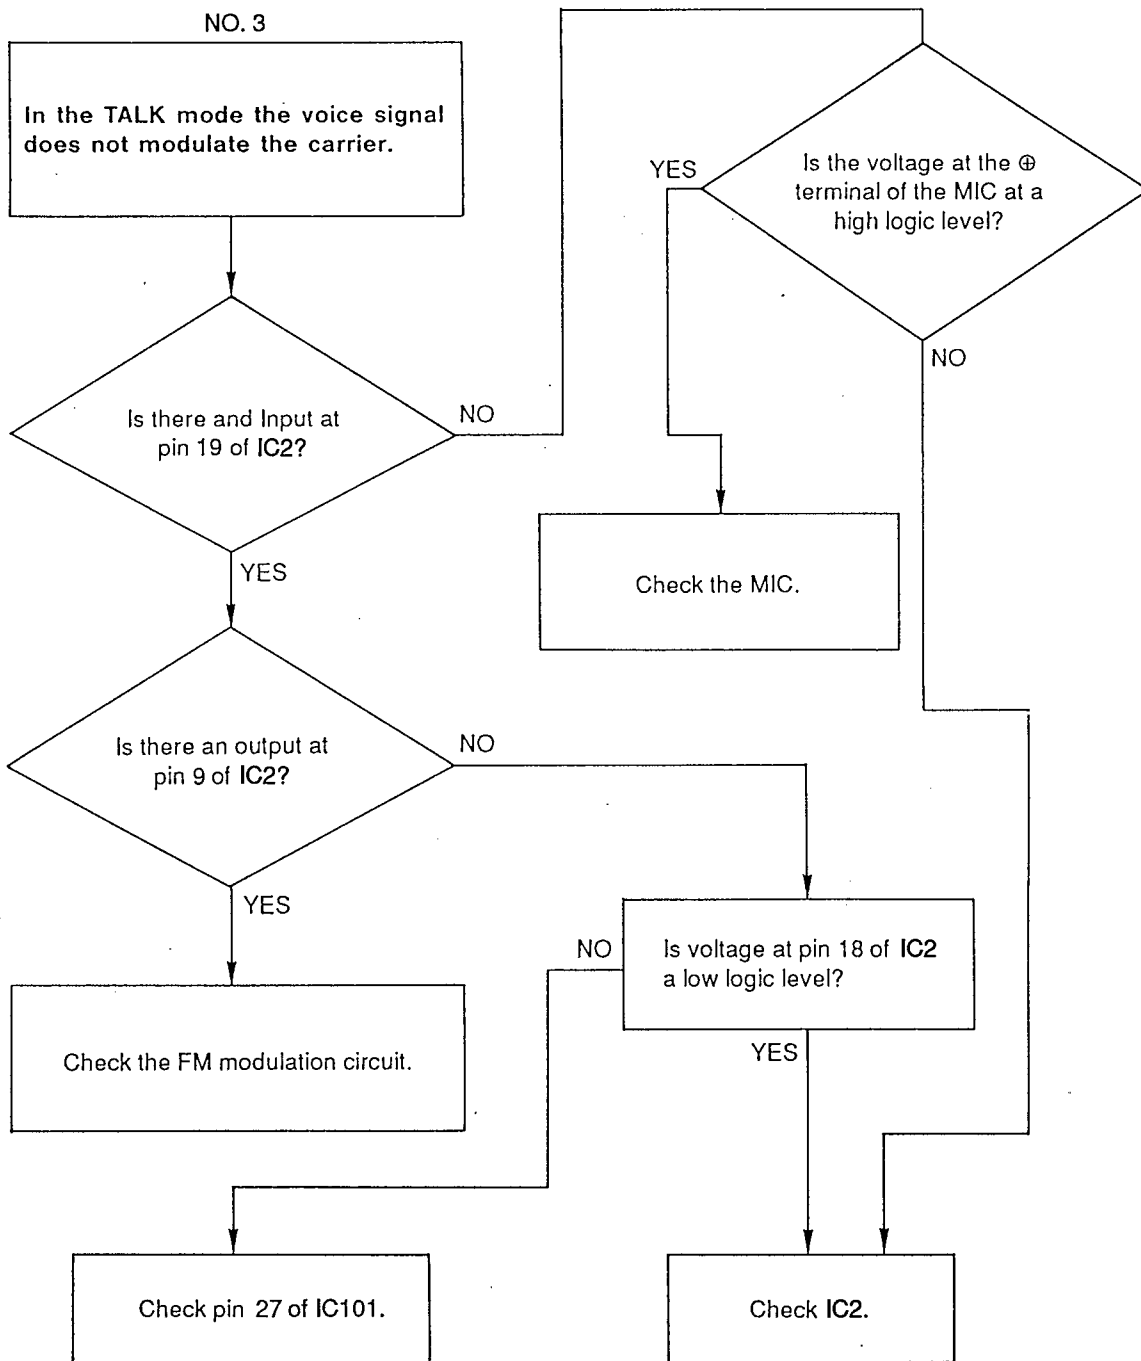 NO. 3
In the TALK mode the voice signal
does not modulate the carrier.
YES
Is the voltage at the ⊕
terminal of the MIC at a
high logic level?
NO
Is there and Input at
pin 19 of IC2?
NO
YES
Check the MIC.
Is there an output at
pin 9 of IC2?
NO
YES
NO
Is voltage at pin 18 of IC2
a low logic level?
YES
Check the FM modulation circuit.
Check pin 27 of IC101.
Check IC2.